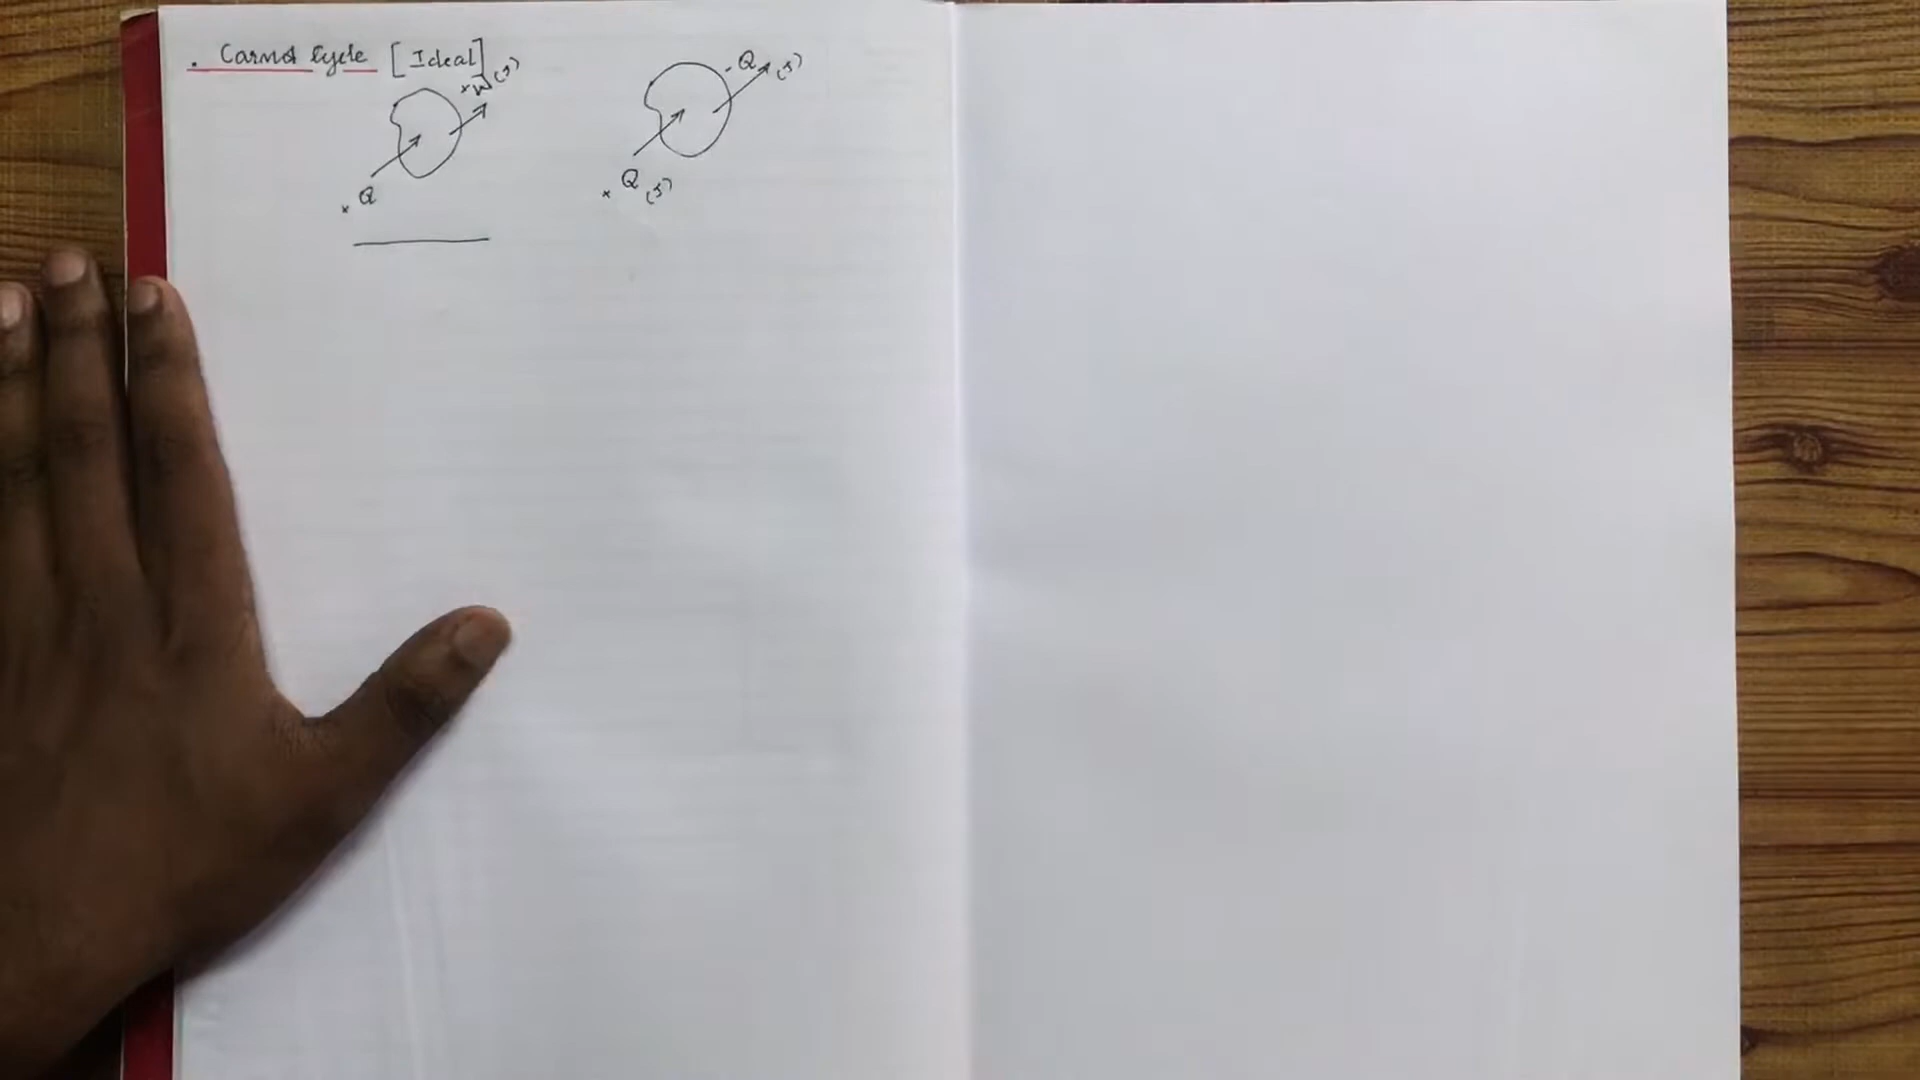 . Carnot Cycle [Ideal]
+W (J)
+ Q
- Q (J)
+ Q (J)